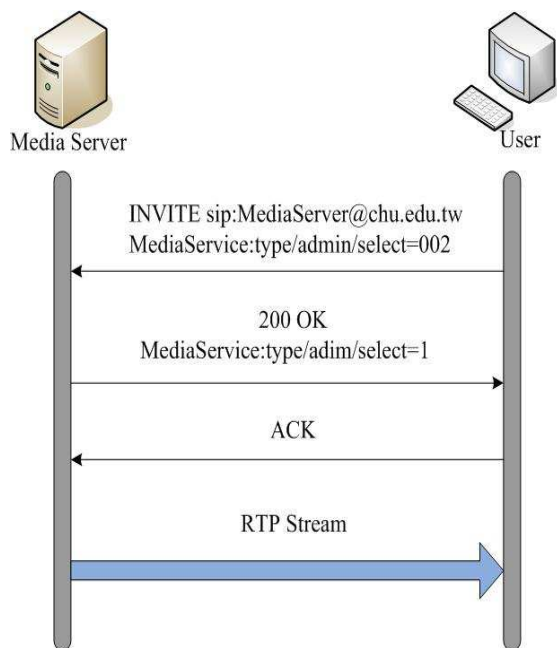 Media Server
User
INVITE sip:MediaServer@chu.edu.tw
MediaService:type/admin/select=002
200 OK
MediaService:type/adim/select=1
ACK
RTP Stream